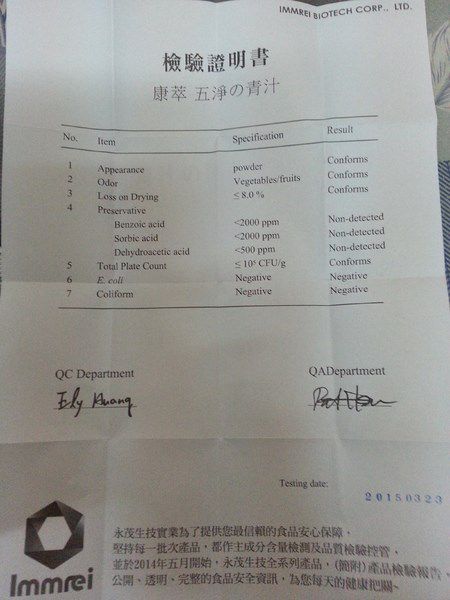 IMMREI BIOTECH CORP., LTD.
檢驗證明書
康萃 五淨の青汁
No. Item Specification Result
1 Appearance powder Conforms
2 Odor Vegetables/fruits Conforms
3 Loss on Drying ≤ 8.0 % Conforms
4 Preservative
Benzoic acid <2000 ppm Non-detected
Sorbic acid <2000 ppm Non-detected
Dehydroacetic acid <500 ppm Non-detected
5 Total Plate Count ≤ 10⁵ CFU/g Conforms
6 E. coli Negative Negative
7 Coliform Negative Negative
QC Department QADepartment
Ely Huang
Testing date:
20150323
永茂生技實業為了提供您最信賴的食品安心保障，
堅持每一批次產品，都作主成分含量檢測及品質檢驗控管，
並於2014年五月開始，永茂生技全系列產品，(簡附)產品檢驗報告，
公開、透明、完整的食品安全資訊，為您每天的健康把關~
Immrei